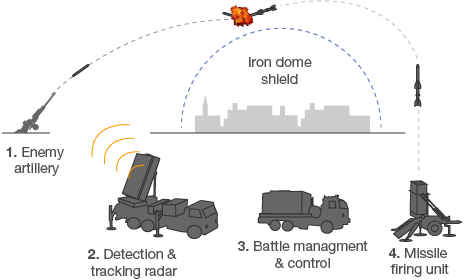 Iron dome
shield
1. Enemy
artillery
2. Detection &
tracking radar
3. Battle managment
& control
4. Missile
firing unit